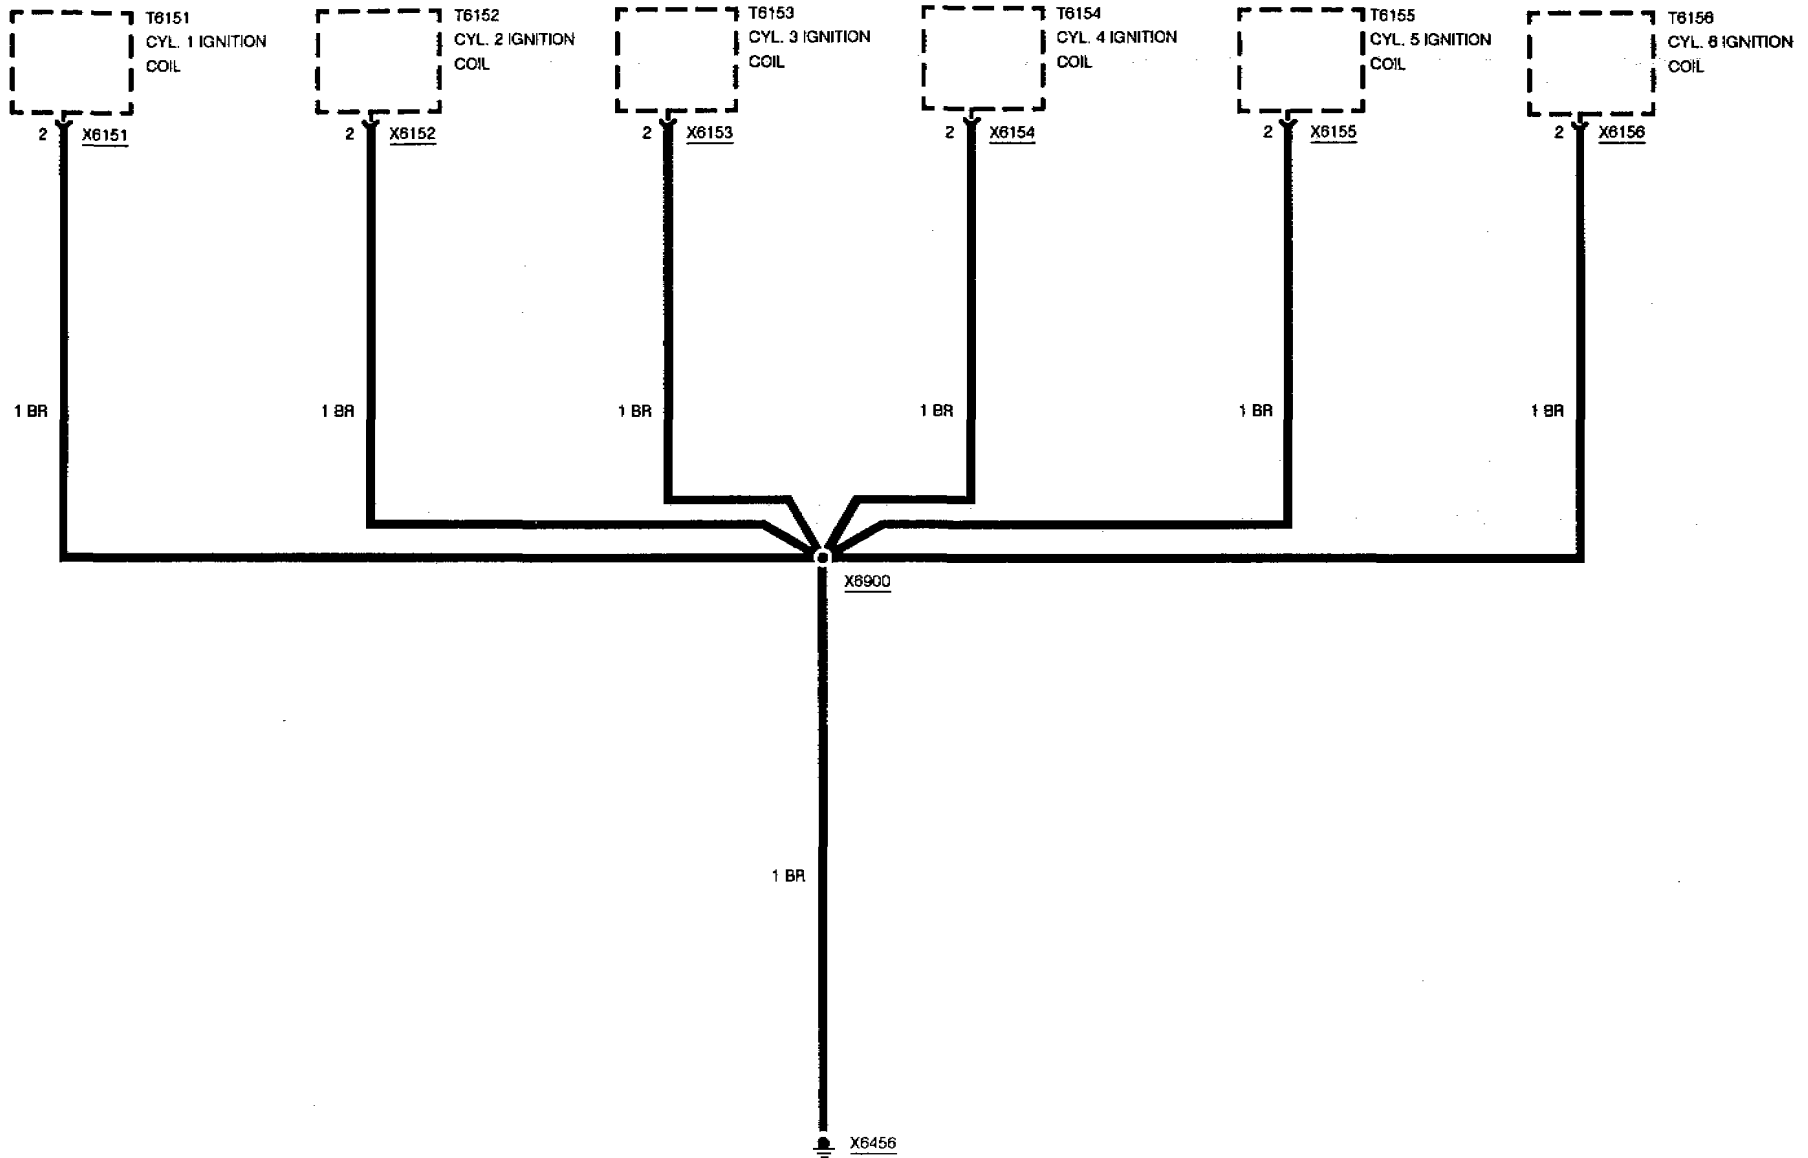 T6151
CYL. 1 IGNITION
COIL
T6152
CYL. 2 IGNITION
COIL
T6153
CYL. 3 IGNITION
COIL
T6154
CYL. 4 IGNITION
COIL
T6155
CYL. 5 IGNITION
COIL
T6156
CYL. 6 IGNITION
COIL
2 X6151
2 X6152
2 X6153
2 X6154
2 X6155
2 X6156
1 BR
1 BR
1 BR
1 BR
1 BR
1 BR
X6900
1 BR
X6456